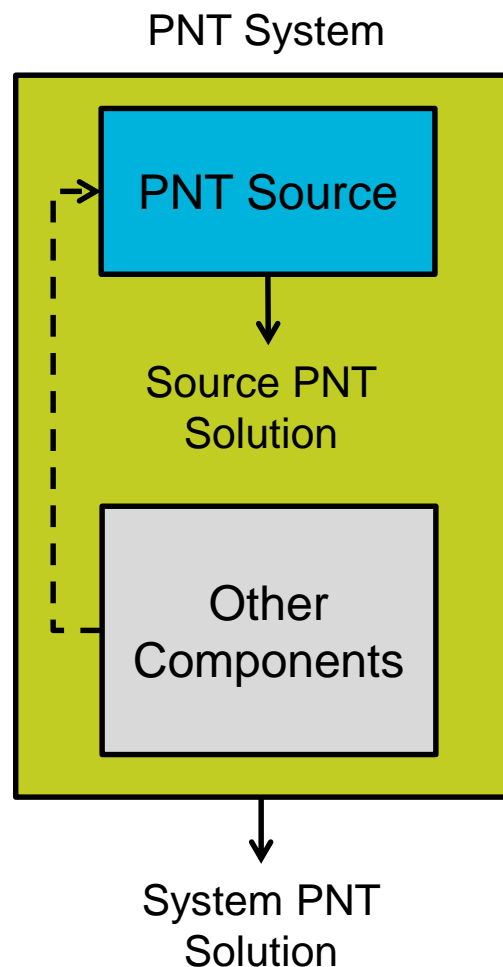 PNT System
PNT Source
Source PNT
Solution
Other
Components
System PNT
Solution